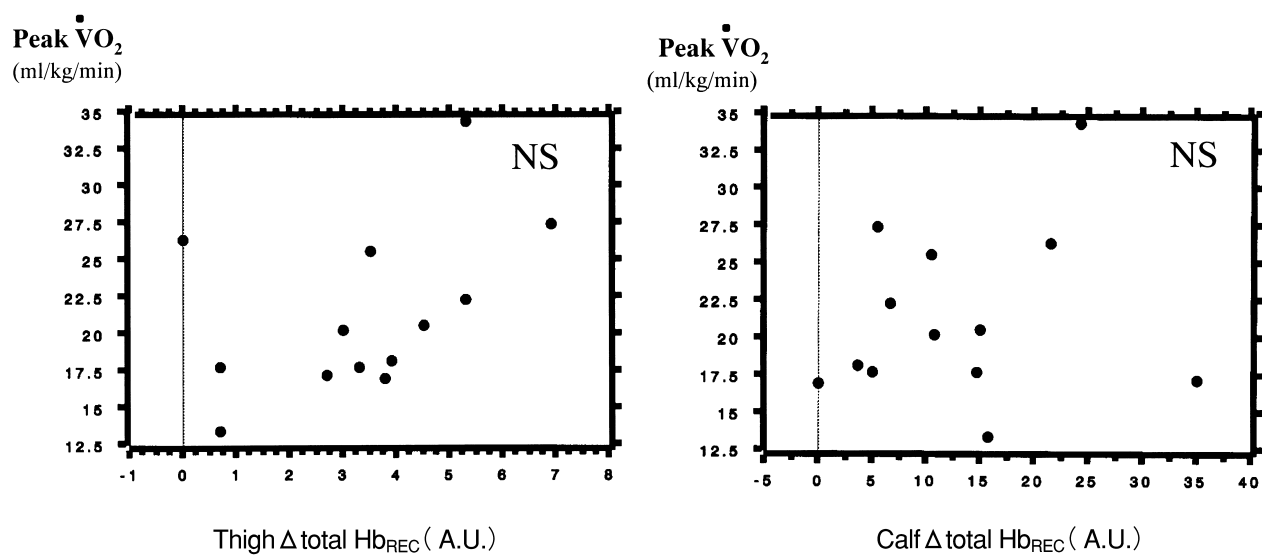 Peak V̇O₂
(ml/kg/min)
35
32.5
30
27.5
25
22.5
20
17.5
15
12.5
NS
-1 0 1 2 3 4 5 6 7 8
Thigh Δ total Hb_REC ( A.U.)
Peak V̇O₂
(ml/kg/min)
35
32.5
30
27.5
25
22.5
20
17.5
15
12.5
NS
-5 0 5 10 15 20 25 30 35 40
Calf Δ total Hb_REC ( A.U.)